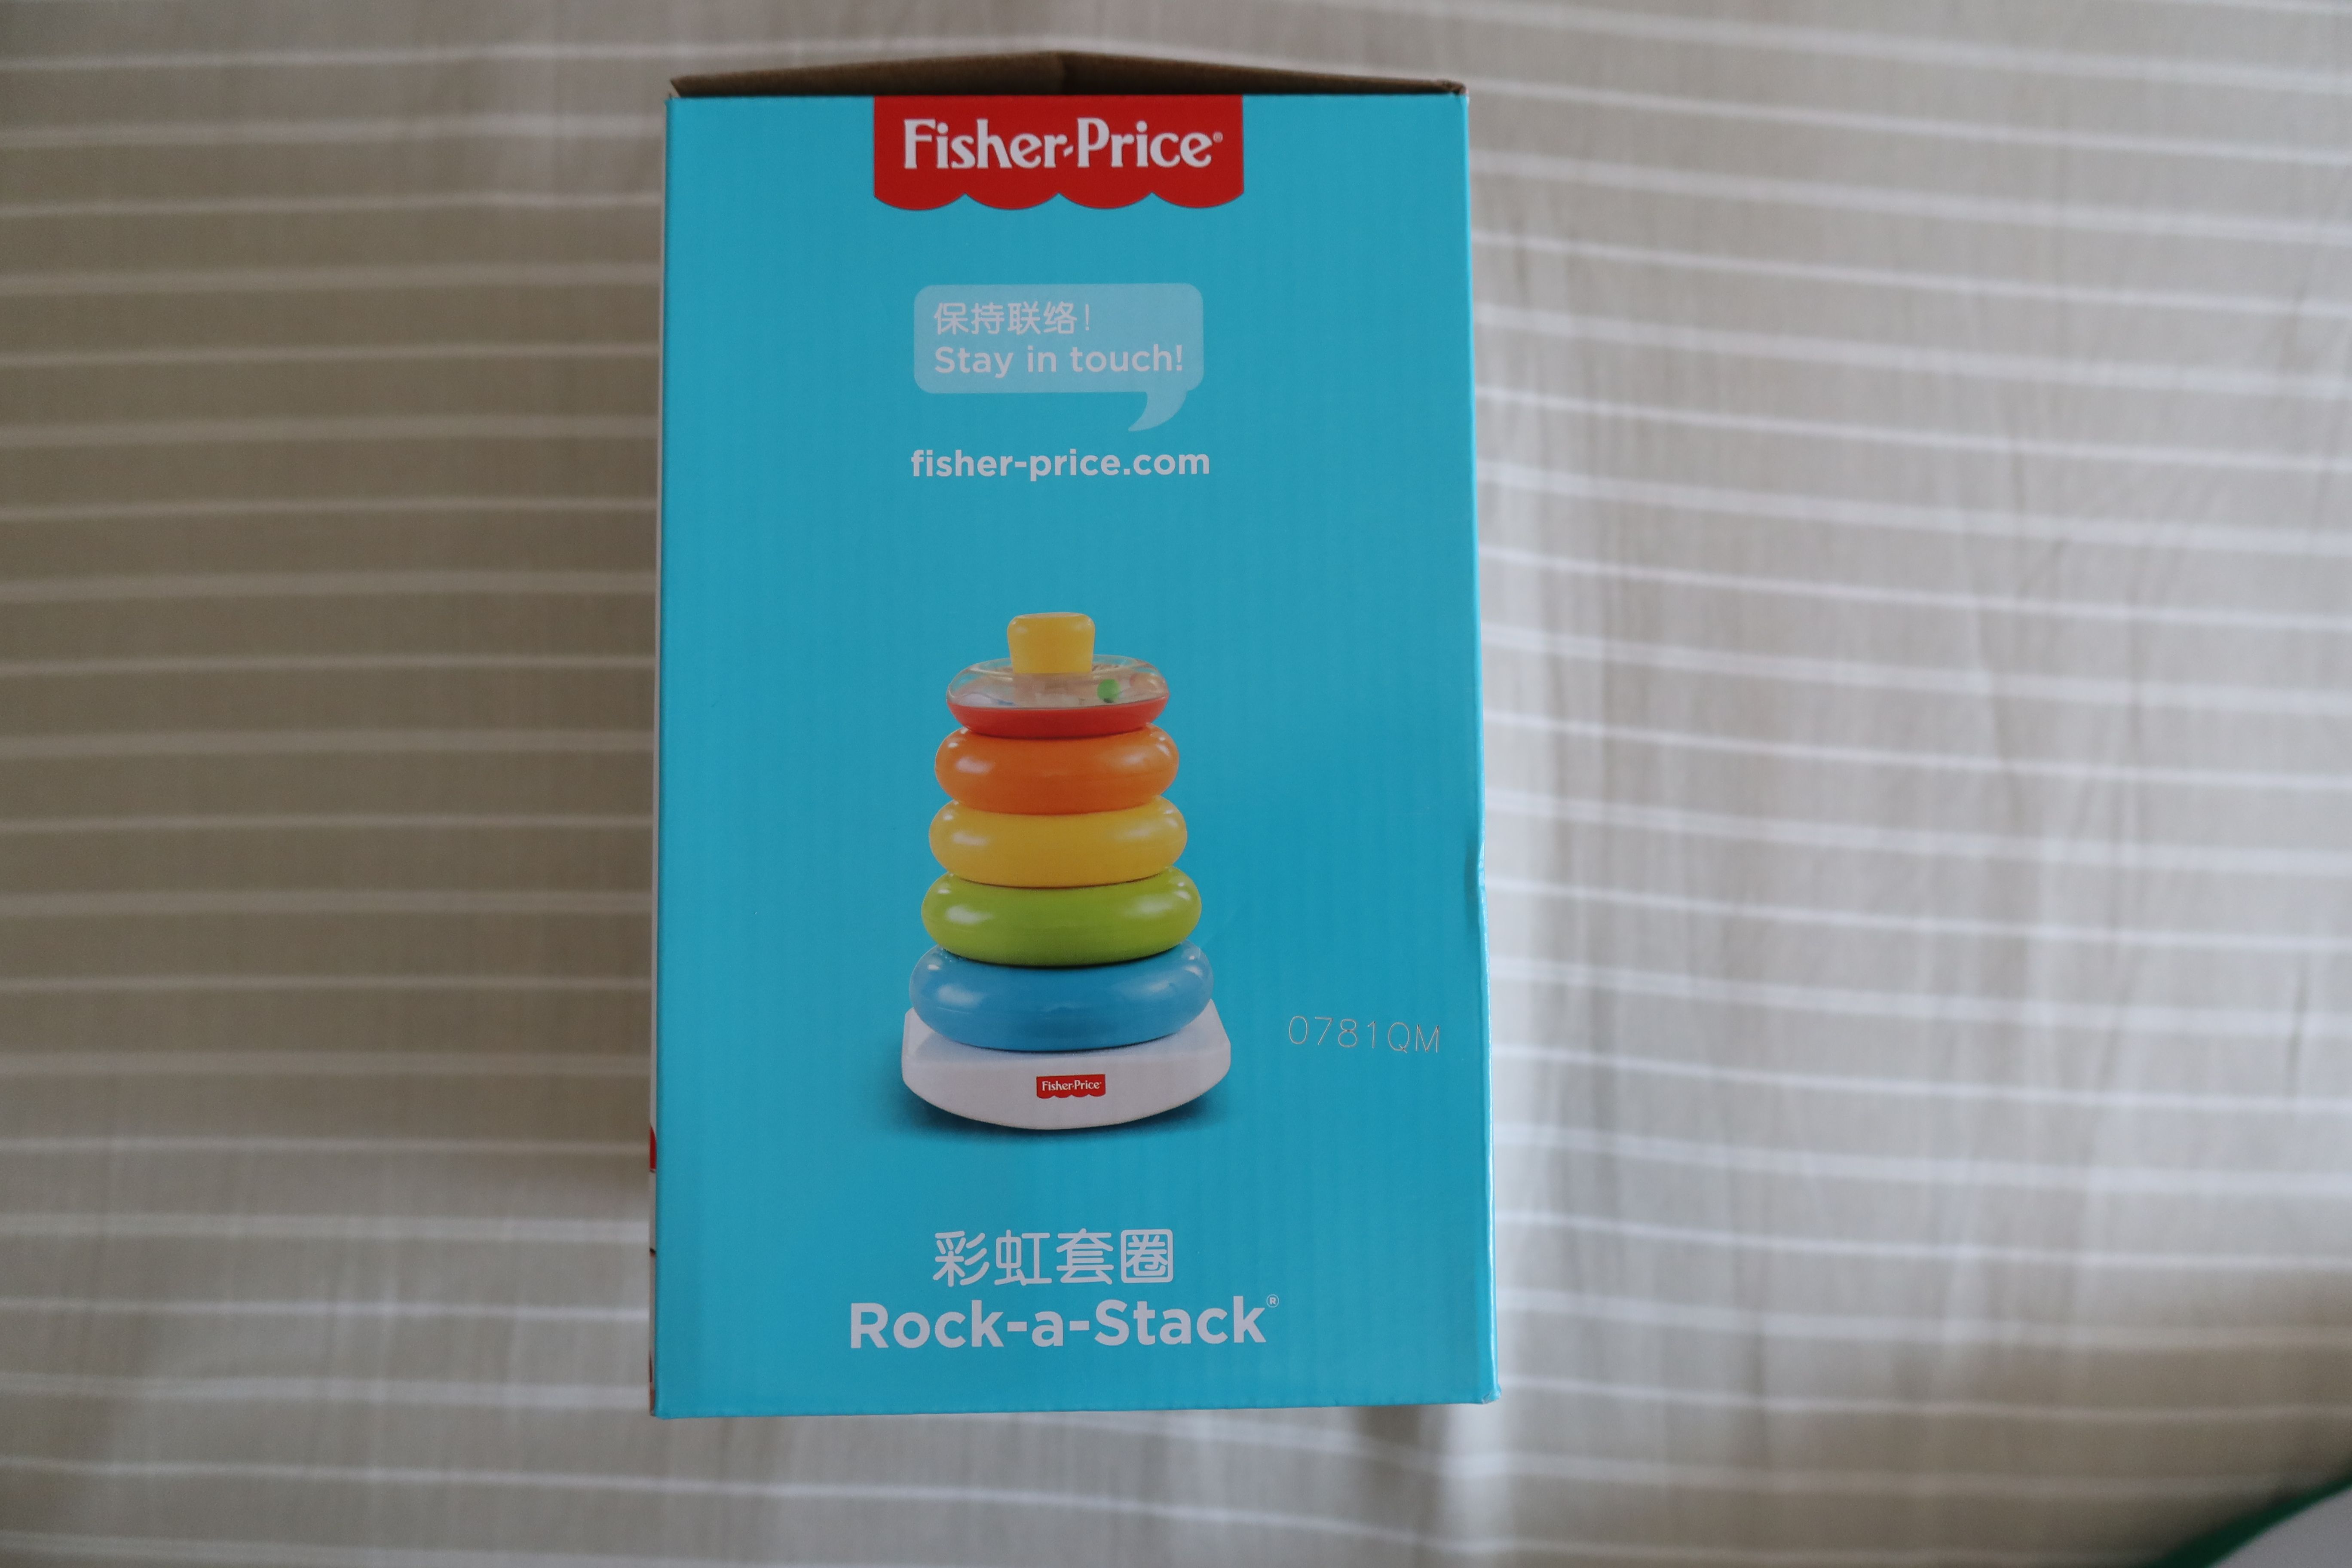 Fisher-Price®
保持联络!
Stay in touch!
fisher-price.com
0781QM
Fisher-Price
彩虹套圈
Rock-a-Stack®